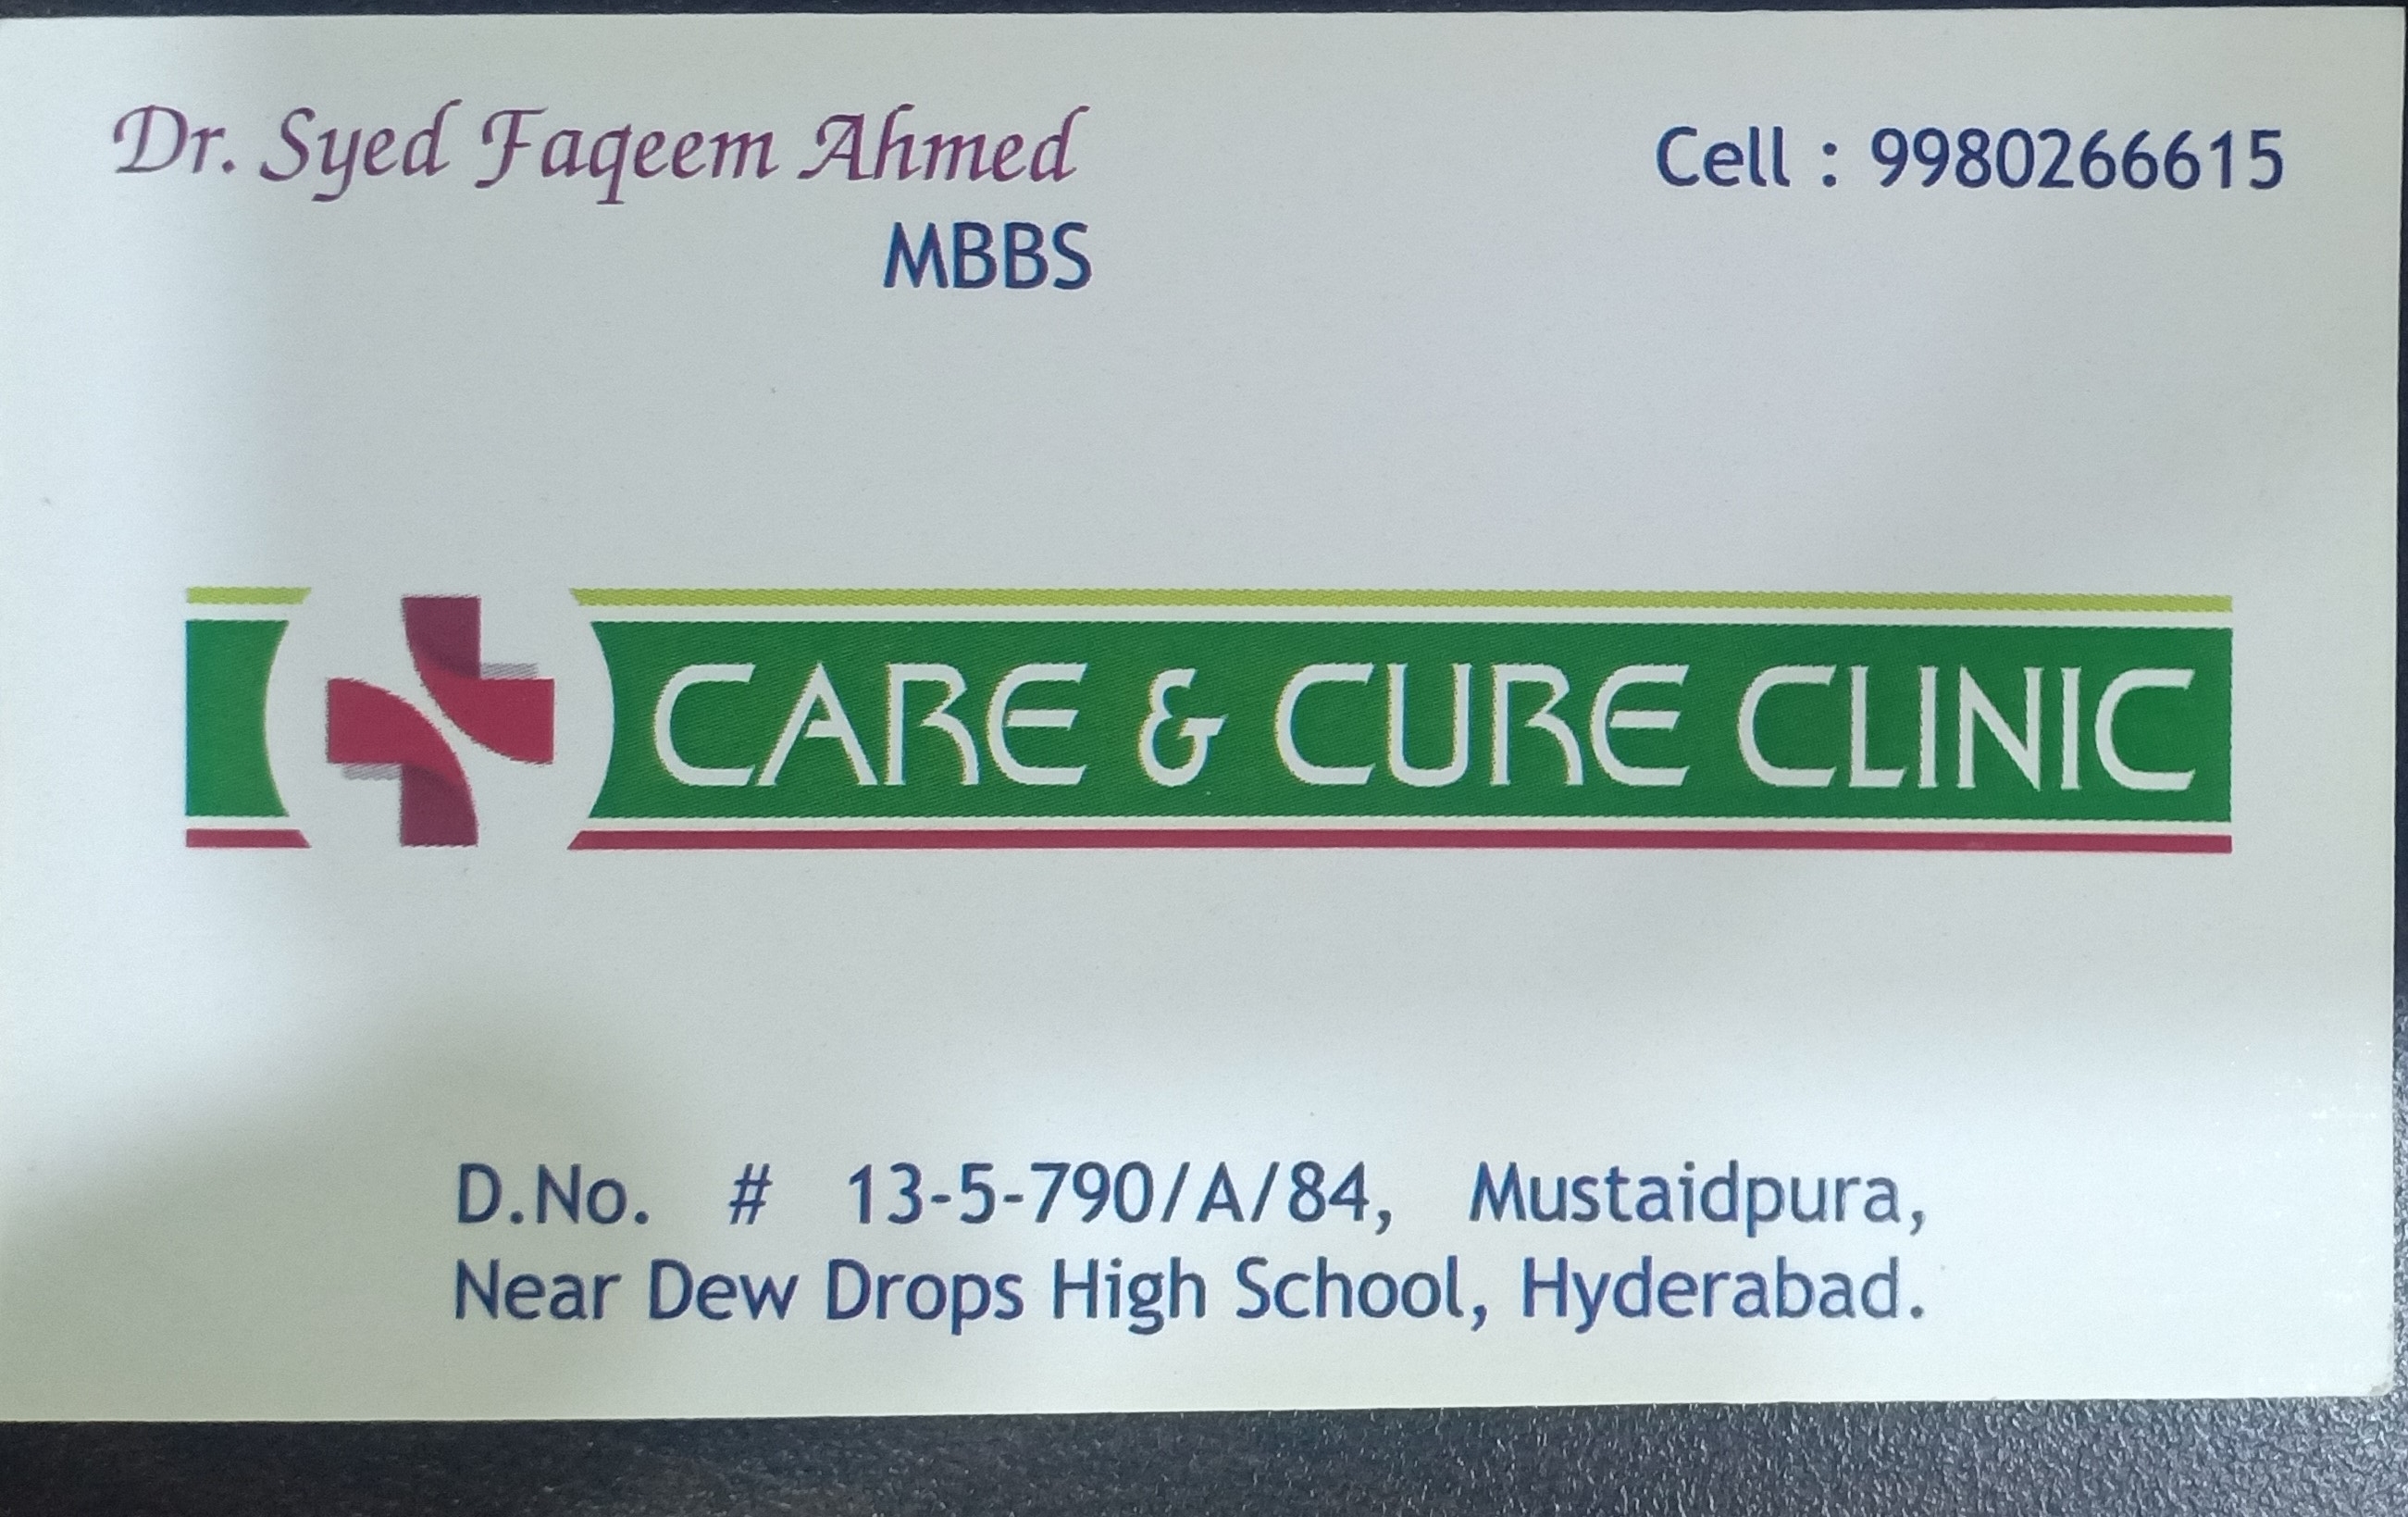 Dr. Syed Faqeem Ahmed
MBBS
Cell : 9980266615
CARE & CURE CLINIC
D.No. # 13-5-790/A/84, Mustaidpura,
Near Dew Drops High School, Hyderabad.